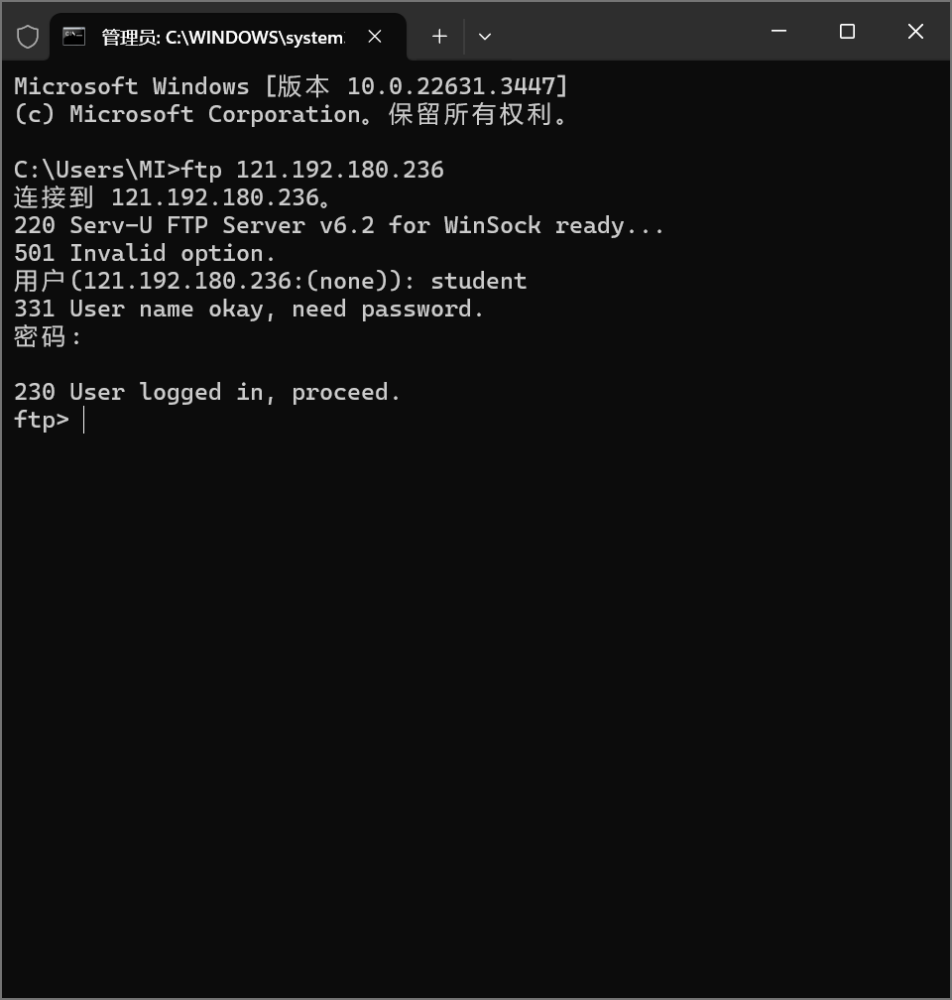 管理员: C:\WINDOWS\system
Microsoft Windows [版本 10.0.22631.3447]
(c) Microsoft Corporation。保留所有权利。
C:\Users\MI>ftp 121.192.180.236
连接到 121.192.180.236。
220 Serv-U FTP Server v6.2 for WinSock ready...
501 Invalid option.
用户(121.192.180.236:(none)): student
331 User name okay, need password.
密码:
230 User logged in, proceed.
ftp>